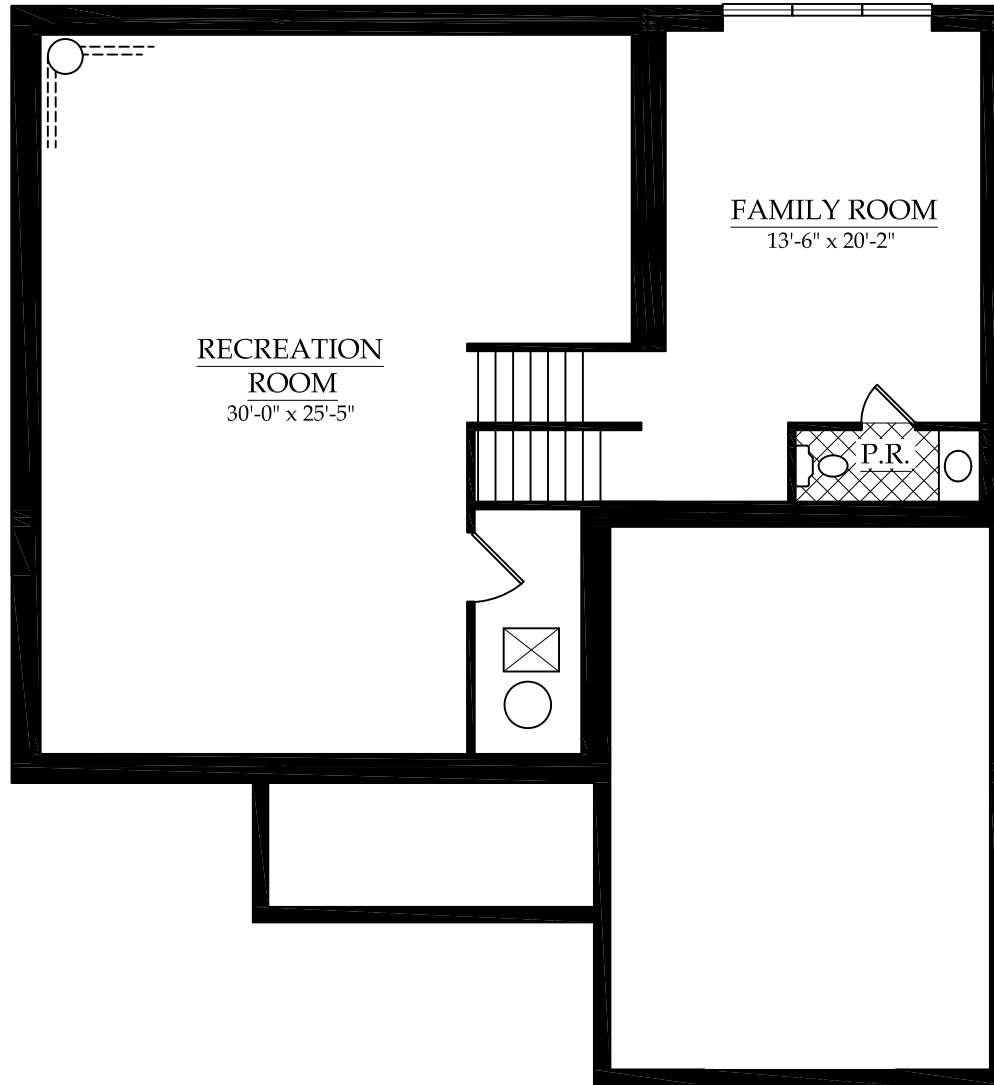 FAMILY ROOM
13'-6" x 20'-2"
RECREATION
ROOM
30'-0" x 25'-5"
P.R.